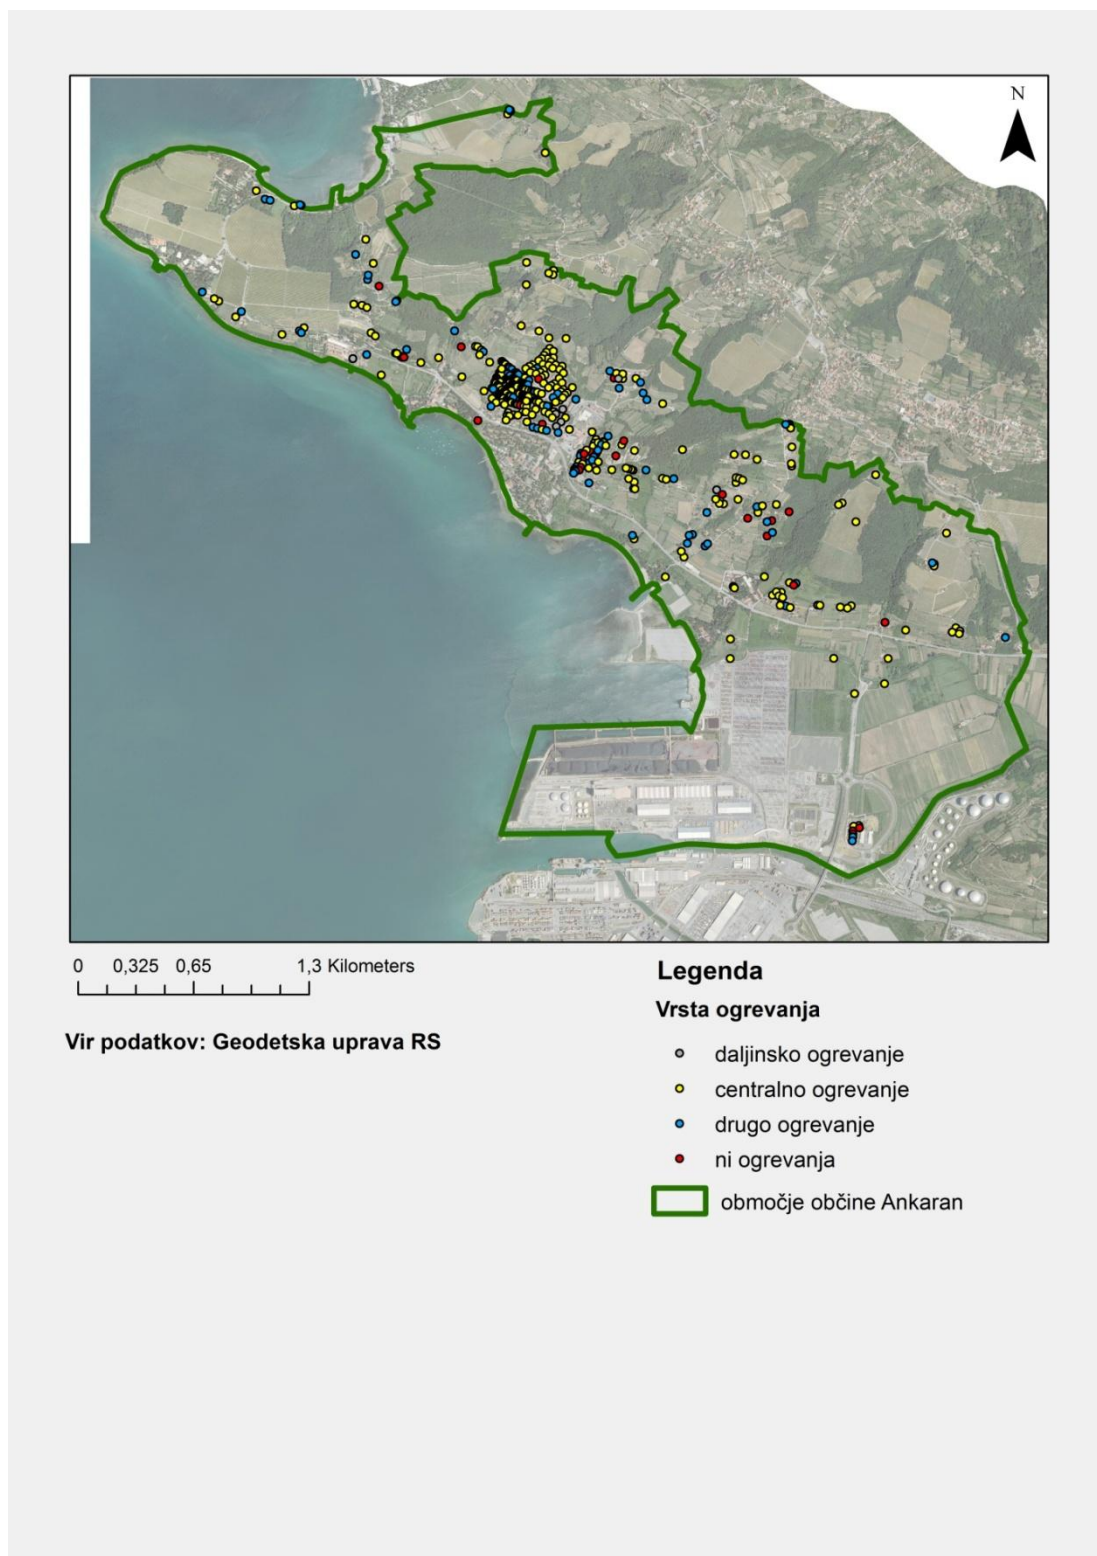 N
0 0,325 0,65 1,3 Kilometers
Vir podatkov: Geodetska uprava RS
Legenda
Vrsta ogrevanja
daljinsko ogrevanje
centralno ogrevanje
drugo ogrevanje
ni ogrevanja
območje občine Ankaran